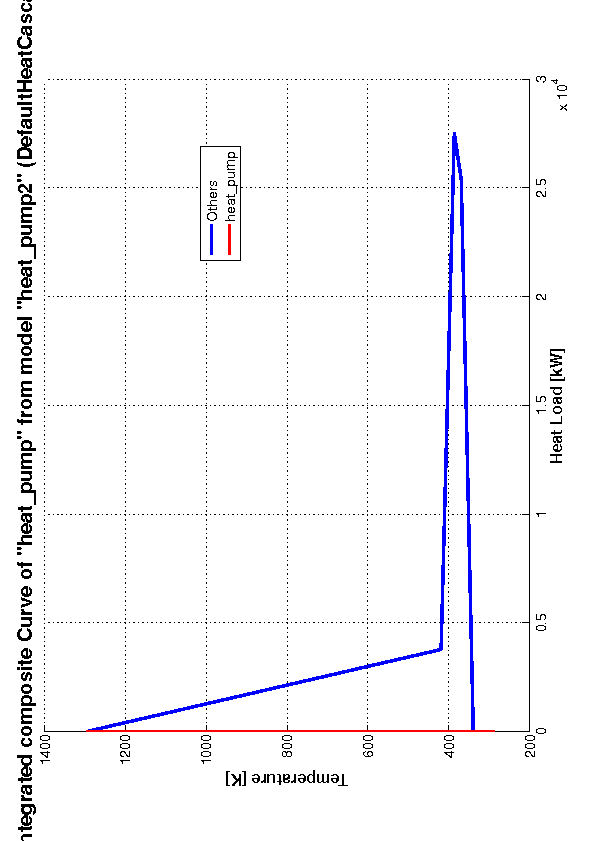 ntegrated composite Curve of "heat_pump" from model "heat_pump2" (DefaultHeatCasca
1400
1200
1000
800
600
400
200
Temperature [K]
Others
heat_pump
0
0.5
1
1.5
2
2.5
3
x 10^4
Heat Load [kW]